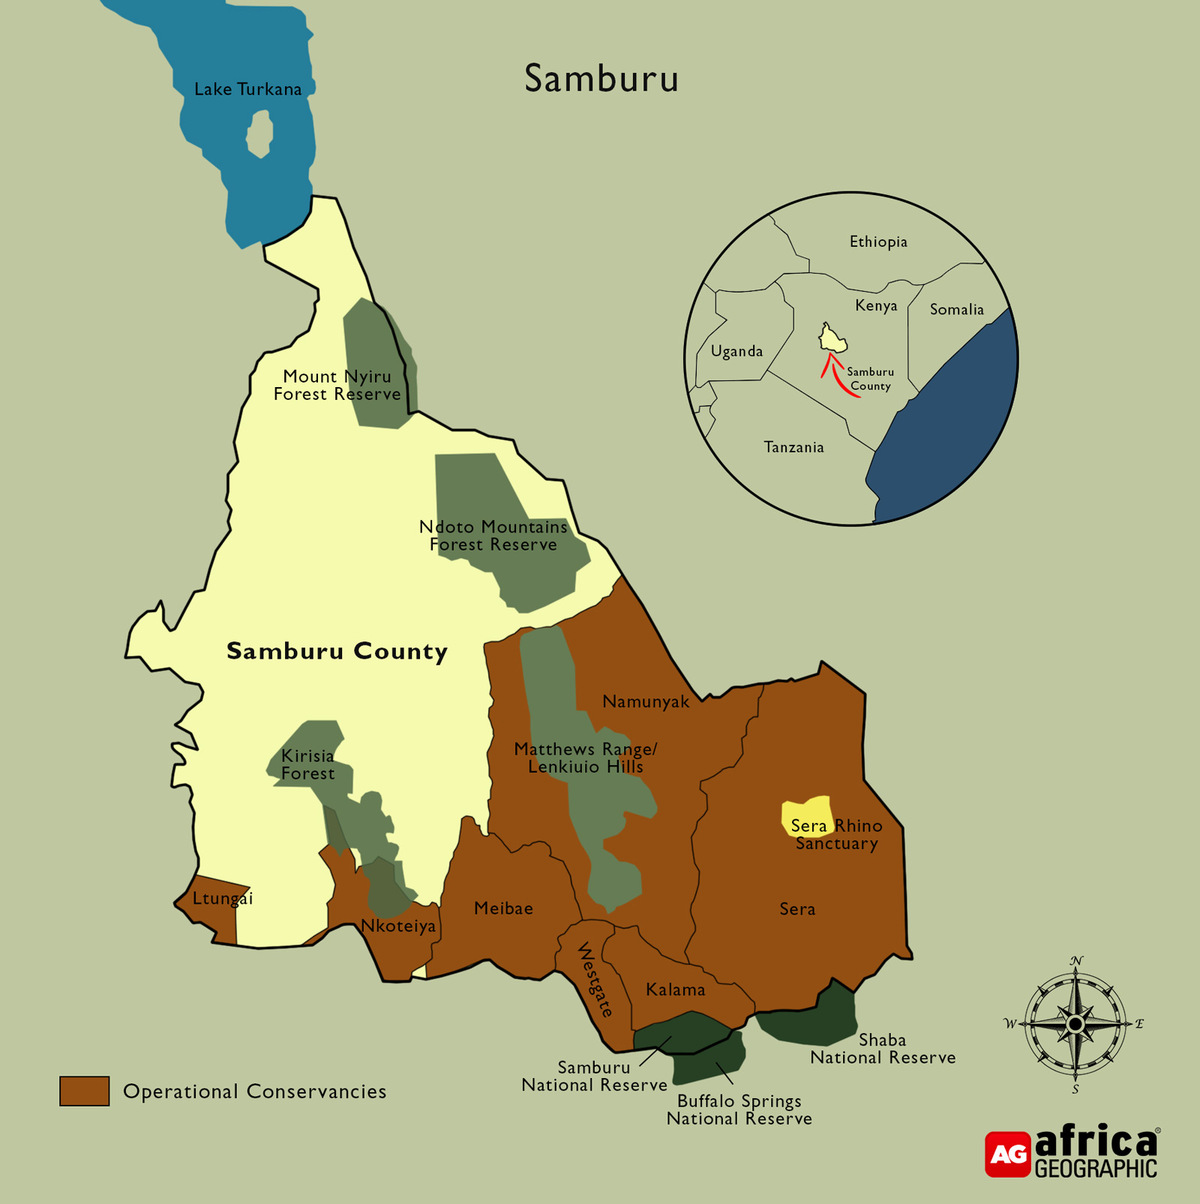 Samburu
Lake Turkana
Ethiopia
Kenya
Somalia
Uganda
Samburu
County
Tanzania
Mount Nyiru
Forest Reserve
Ndoto Mountains
Forest Reserve
Samburu County
Namunyak
Matthews Range/
Lenkiuio Hills
Kirisia
Forest
Sera Rhino
Sanctuary
Ltungai
Nkoteiya
Meibae
Sera
Westgate
Kalama
N
W
E
S
Samburu
National Reserve
Shaba
National Reserve
Buffalo Springs
National Reserve
Operational Conservancies
AG africa®
GEOGRAPHIC